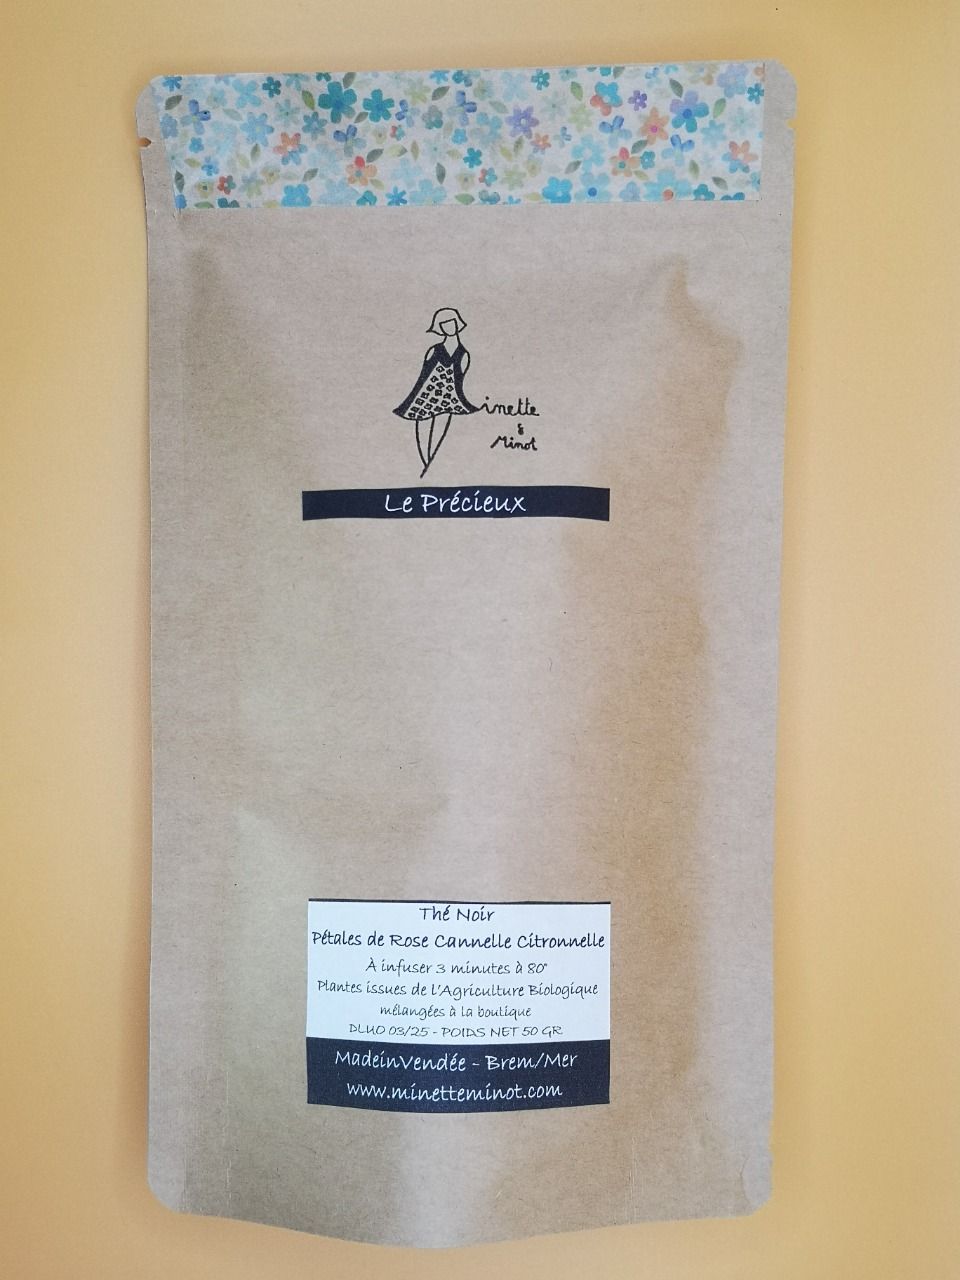 Minette
&
Minot
Le Précieux
Thé Noir
Pétales de Rose Cannelle Citronnelle
À infuser 3 minutes à 80°
Plantes issues de l'Agriculture Biologique
mélangées à la boutique
DLUO 03/25 - POIDS NET 50 GR
MadeinVendée - Brem/Mer
www.minetteminot.com